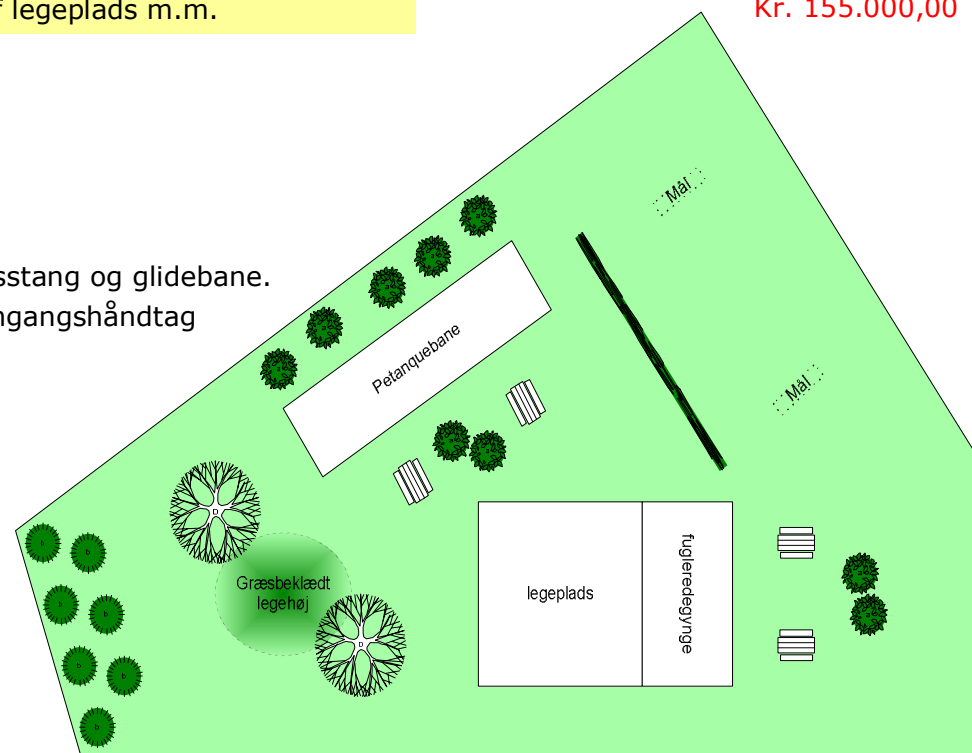 f legeplads m.m.
Kr. 155.000,00
sstang og glidebane.
ngangshåndtag
Mål
Petanquebane
Mål
D
b
b
Græsbeklædt
legehøj
legeplads
fugleredegynge
b
b
D
b
b
b